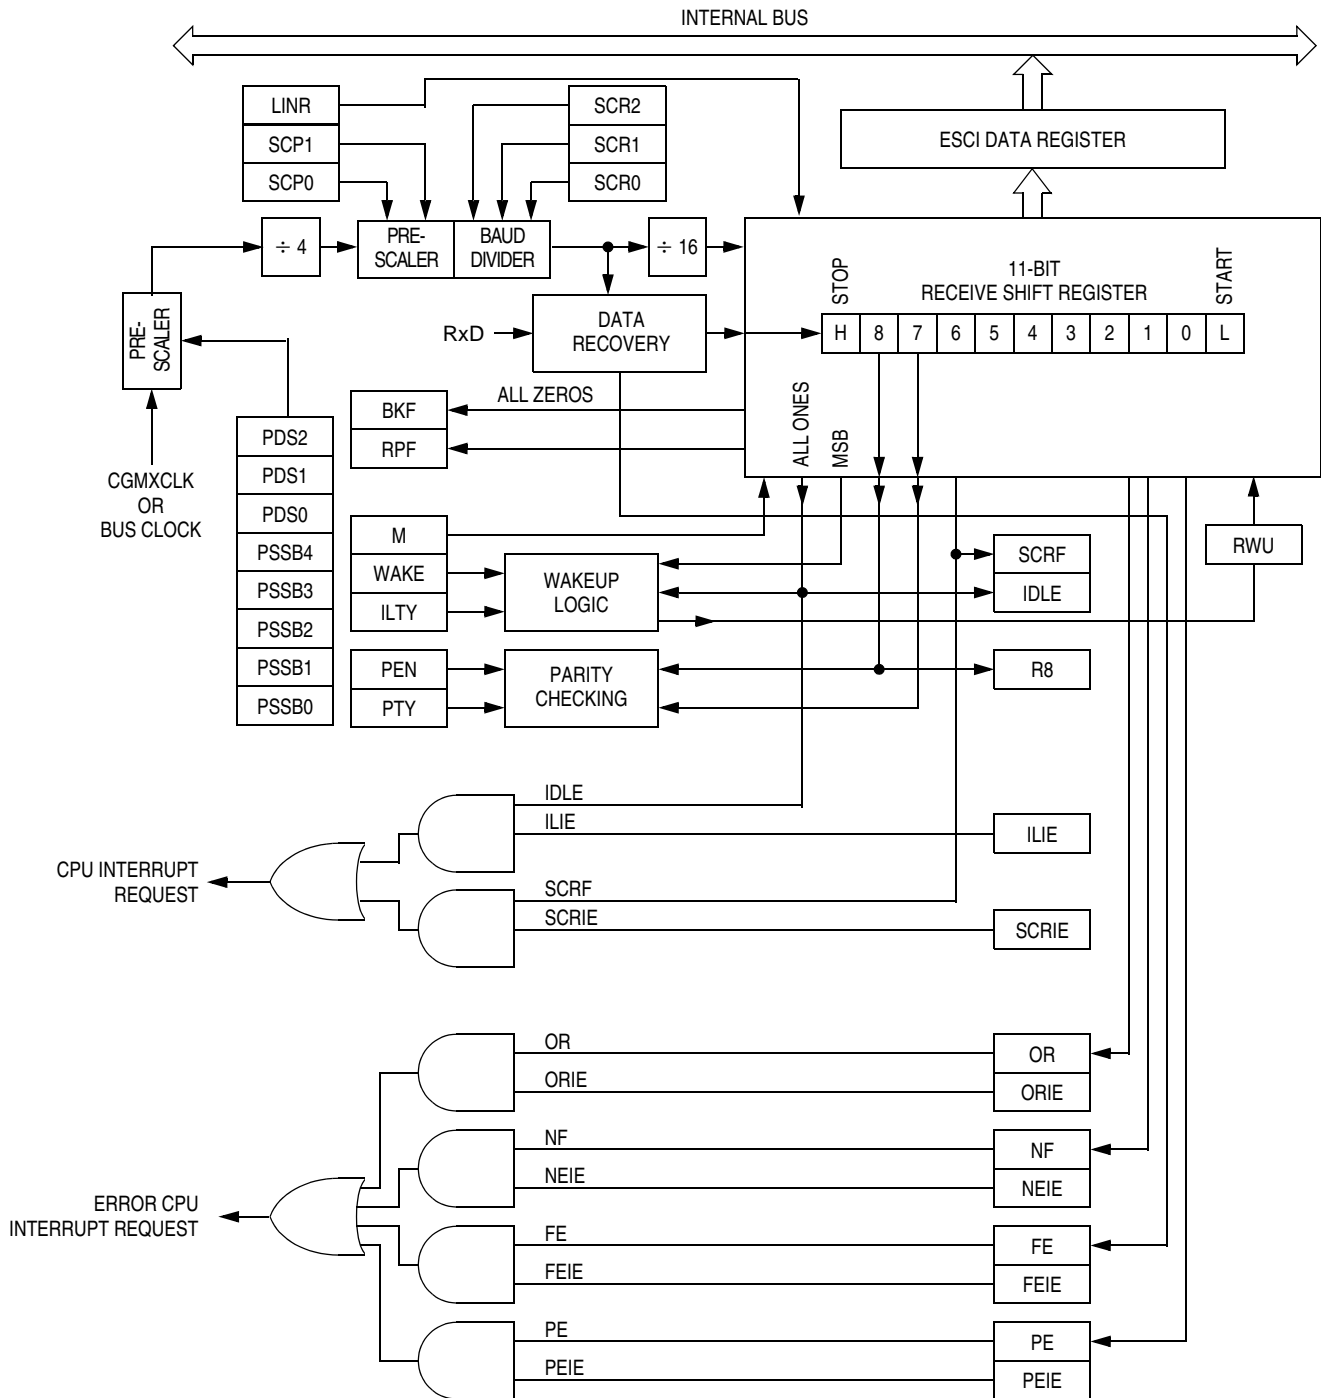 INTERNAL BUS
LINR
SCP1
SCP0
SCR2
SCR1
SCR0
ESCI DATA REGISTER
÷ 4
PRE-
SCALER
BAUD
DIVIDER
÷ 16
PRE-
SCALER
RxD
DATA
RECOVERY
STOP
11-BIT
RECEIVE SHIFT REGISTER
START
H 8 7 6 5 4 3 2 1 0 L
ALL ZEROS
ALL ONES
MSB
BKF
RPF
CGMXCLK
OR
BUS CLOCK
PDS2
PDS1
PDS0
PSSB4
PSSB3
PSSB2
PSSB1
PSSB0
M
WAKE
ILTY
WAKEUP
LOGIC
SCRF
IDLE
RWU
PEN
PTY
PARITY
CHECKING
R8
IDLE
ILIE
ILIE
CPU INTERRUPT
REQUEST
SCRF
SCRIE
SCRIE
OR
ORIE
OR
ORIE
NF
NEIE
NF
NEIE
ERROR CPU
INTERRUPT REQUEST
FE
FEIE
FE
FEIE
PE
PEIE
PE
PEIE